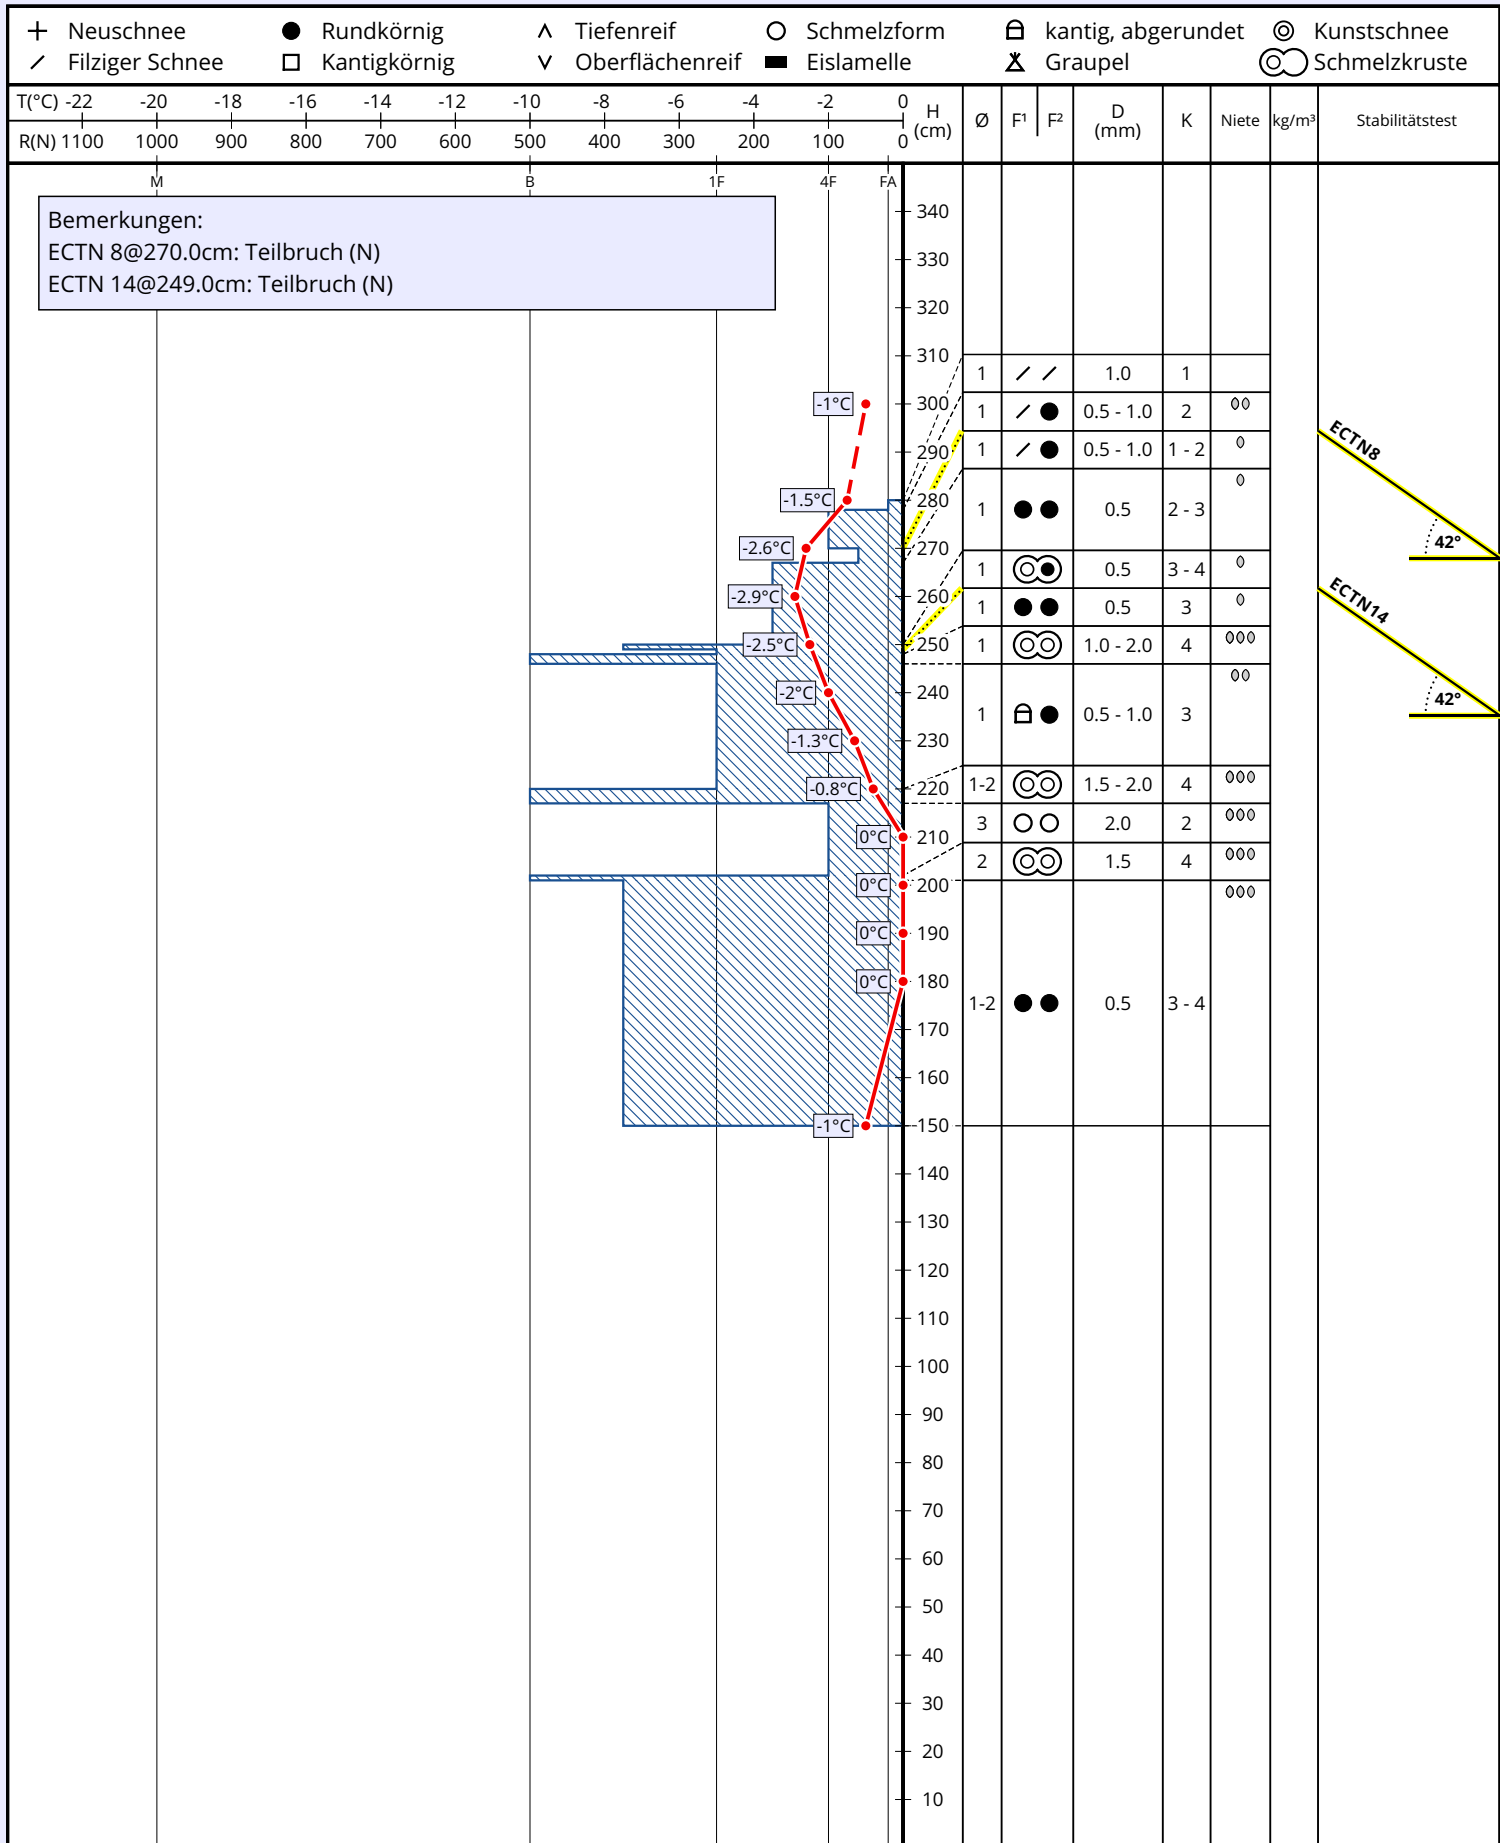 Neuschnee Rundkörnig Tiefenreif Schmelzform kantig, abgerundet Kunstschnee
Filziger Schnee Kantigkörnig Oberflächenreif Eislamelle Graupel Schmelzkruste
T(°C) -22 -20 -18 -16 -14 -12 -10 -8 -6 -4 -2 0
R(N) 1100 1000 900 800 700 600 500 400 300 200 100 0
H (cm) Ø F¹ F² D (mm) K Niete kg/m³ Stabilitätstest
M B 1F 4F FA
Bemerkungen:
ECTN 8@270.0cm: Teilbruch (N)
ECTN 14@249.0cm: Teilbruch (N)
340
330
320
310
300
290
280
270
260
250
240
230
220
210
200
190
180
170
160
150
140
130
120
110
100
90
80
70
60
50
40
30
20
10
-1°C
-1.5°C
-2.6°C
-2.9°C
-2.5°C
-2°C
-1.3°C
-0.8°C
0°C
0°C
0°C
0°C
-1°C
1 1.0 1
1 0.5 - 1.0 2
1 0.5 - 1.0 1 - 2
1 0.5 2 - 3
1 0.5 3 - 4
1 0.5 3
1 1.0 - 2.0 4
1 0.5 - 1.0 3
1-2 1.5 - 2.0 4
3 2.0 2
2 1.5 4
1-2 0.5 3 - 4
ECTN8
42°
ECTN14
42°